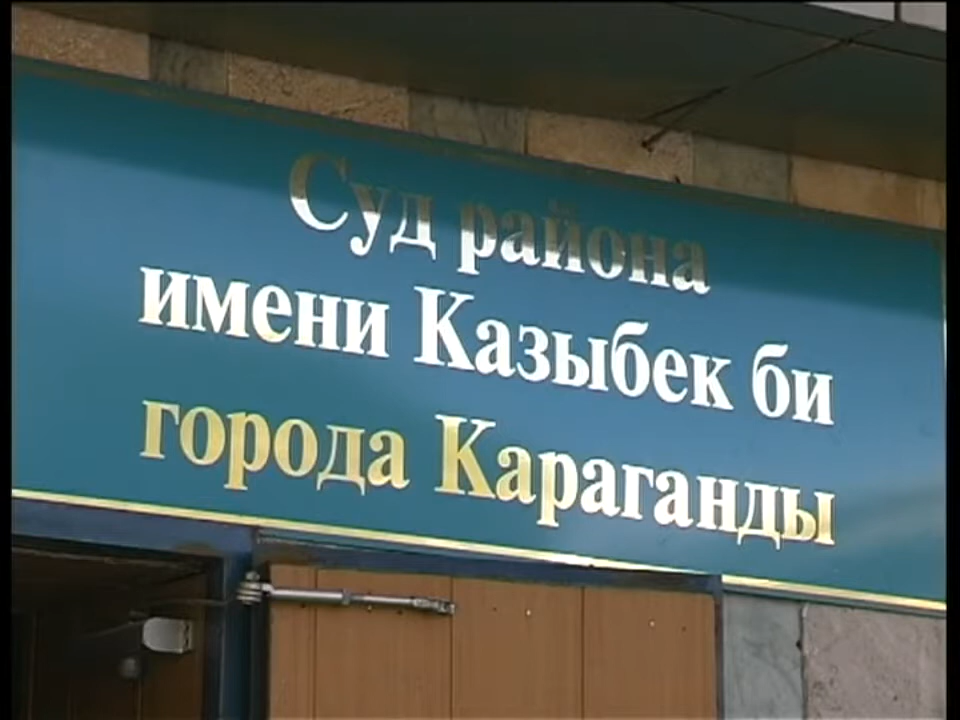 Суд района
имени Казыбек би
города Караганды